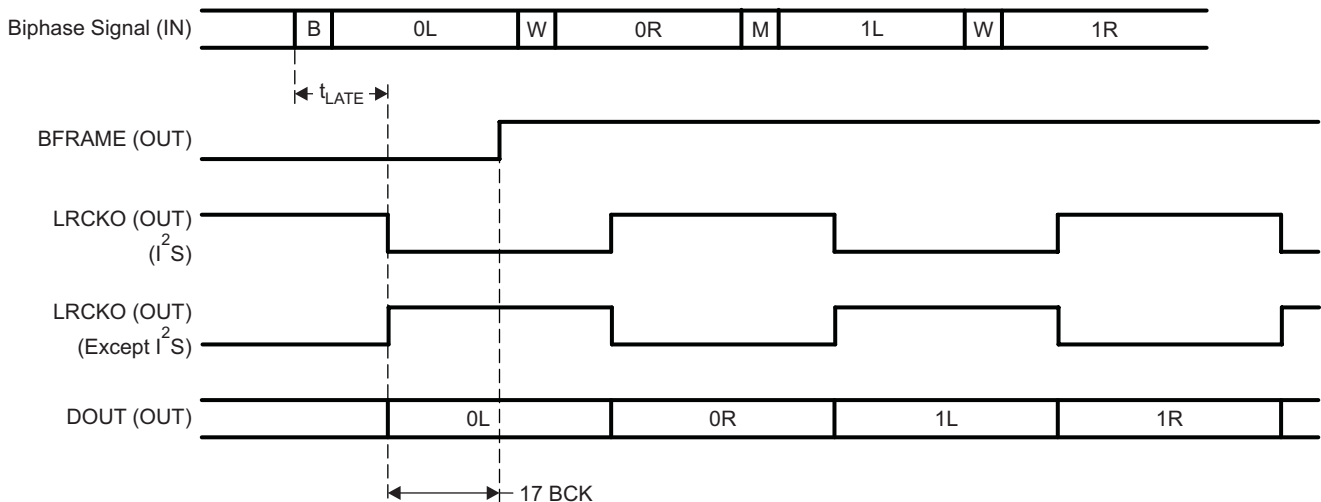 Biphase Signal (IN) B 0L W 0R M 1L W 1R
tLATE
BFRAME (OUT)
LRCKO (OUT)
(I2S)
LRCKO (OUT)
(Except I2S)
DOUT (OUT) 0L 0R 1L 1R
17 BCK